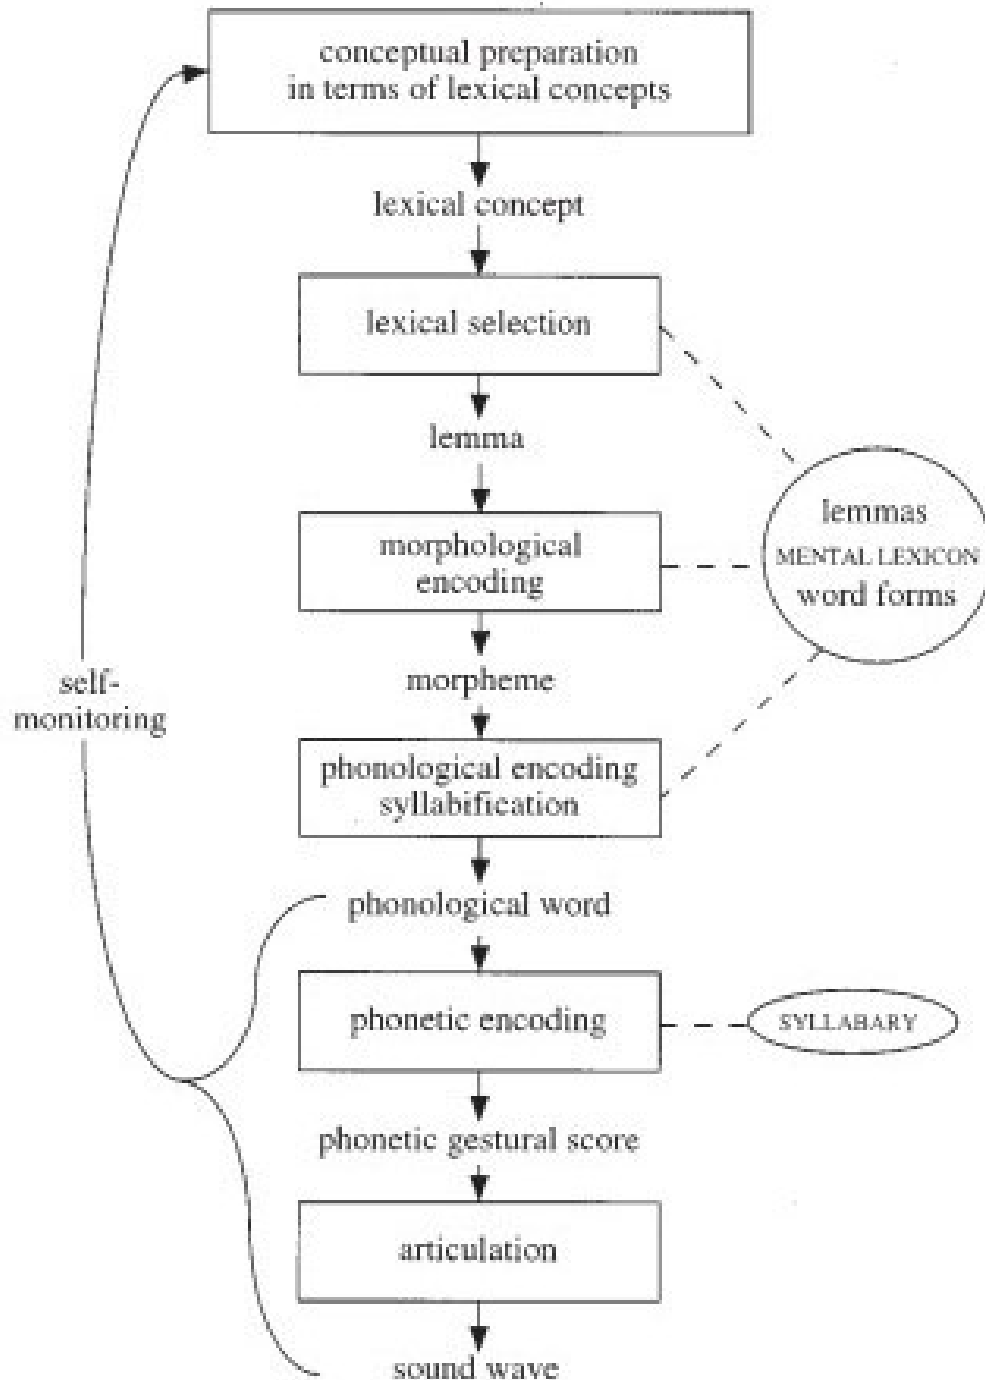 conceptual preparation
in terms of lexical concepts
lexical concept
lexical selection
lemma
lemmas
MENTAL LEXICON
word forms
morphological
encoding
morpheme
self-
monitoring
phonological encoding
syllabification
phonological word
phonetic encoding
SYLLABARY
phonetic gestural score
articulation
sound wave